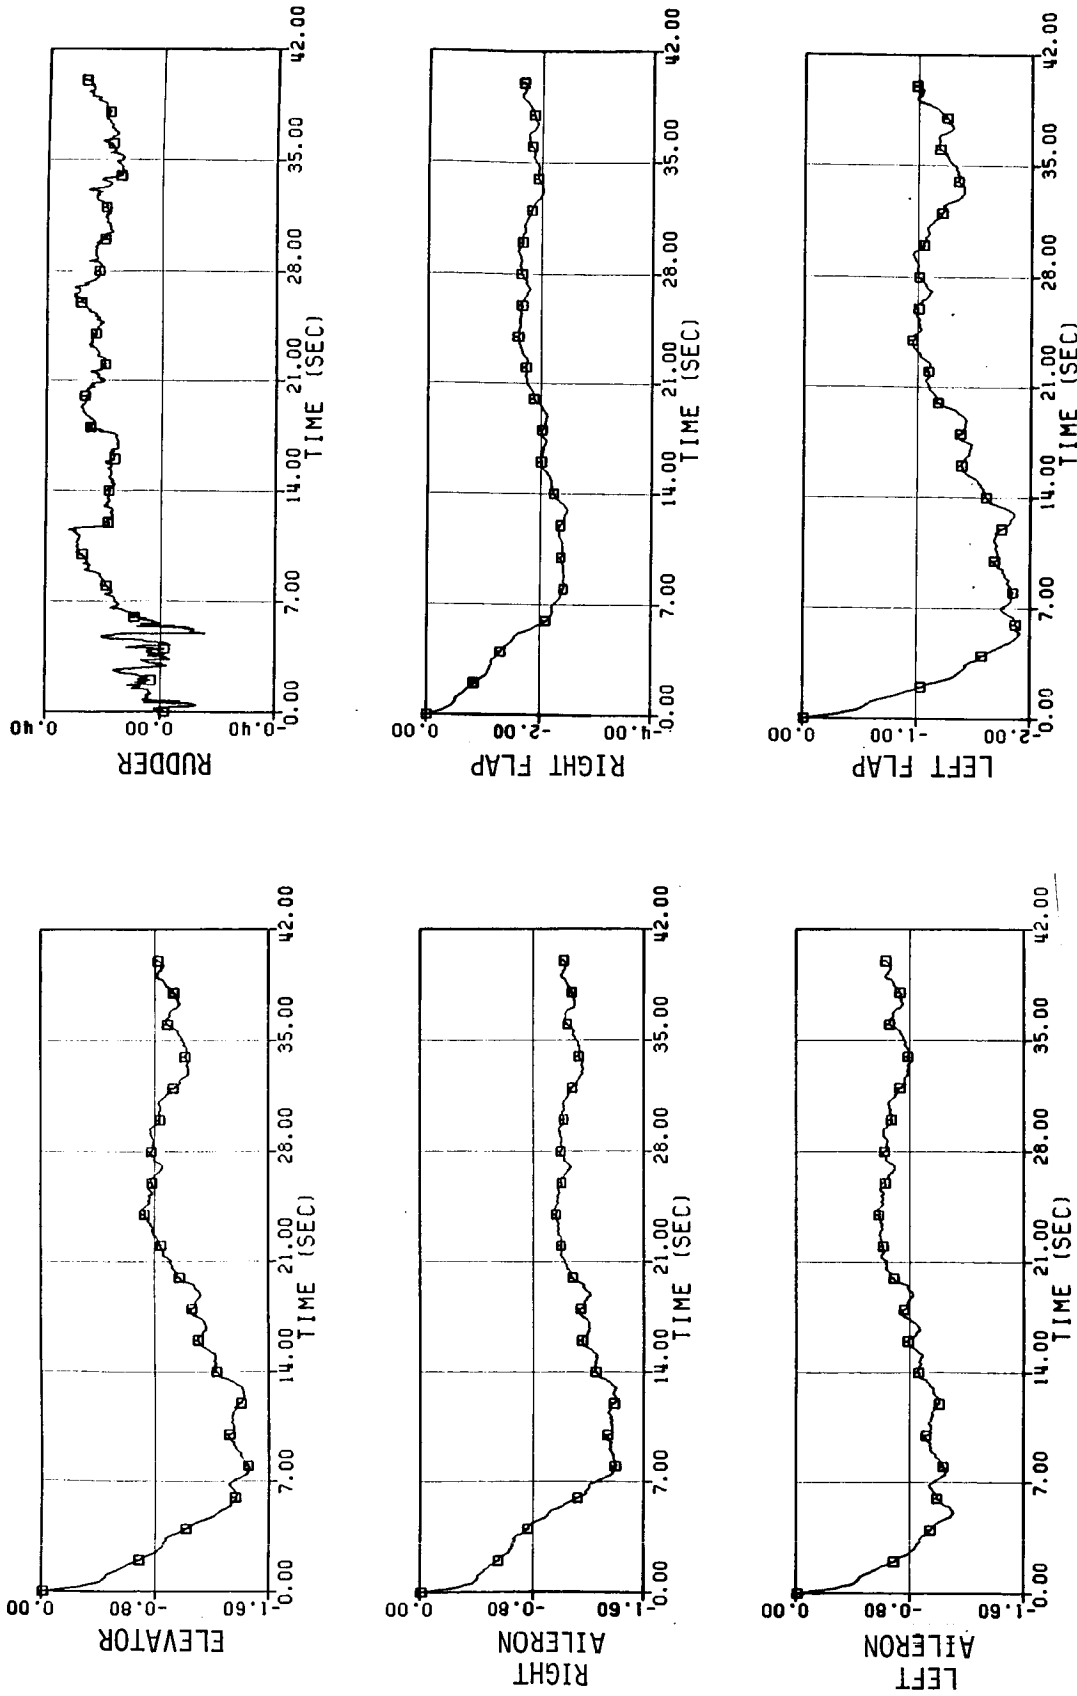 ELEVATOR
0.00
-0.80
-1.60
0.00 7.00 14.00 21.00 28.00 35.00 42.00
TIME (SEC)
RUDDER
0.40
0.00
-0.40
0.00 7.00 14.00 21.00 28.00 35.00 42.00
TIME (SEC)
RIGHT
AILERON
0.0
-0.80
-1.60
0.00 7.00 14.00 21.00 28.00 35.00 42.00
TIME (SEC)
RIGHT FLAP
0.00
-2.00
-4.00
0.00 7.00 14.00 21.00 28.00 35.00 42.00
TIME (SEC)
LEFT
AILERON
0.0
-0.80
-1.60
0.00 7.00 14.00 21.00 28.00 35.00 42.00
TIME (SEC)
LEFT FLAP
0.00
-1.00
-2.00
0.00 7.00 14.00 21.00 28.00 35.00 42.00
TIME (SEC)